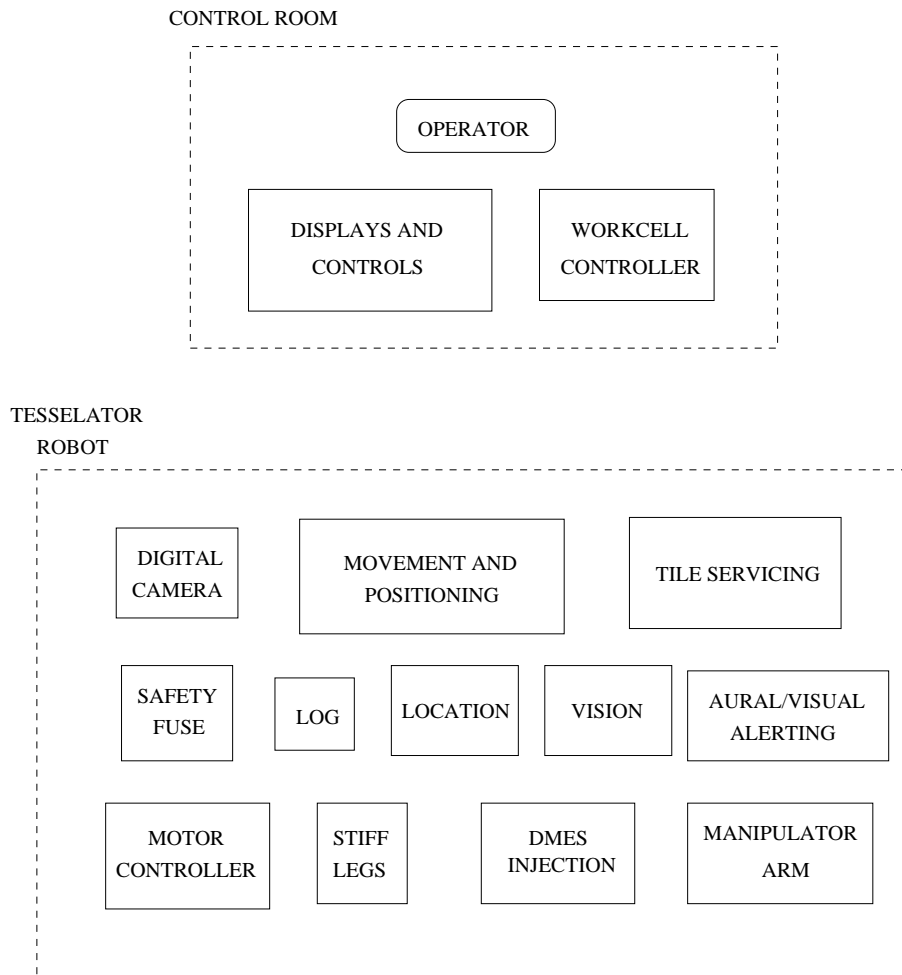 CONTROL ROOM
OPERATOR
DISPLAYS AND
CONTROLS
WORKCELL
CONTROLLER
TESSELATOR
ROBOT
DIGITAL
CAMERA
MOVEMENT AND
POSITIONING
TILE SERVICING
SAFETY
FUSE
LOG
LOCATION
VISION
AURAL/VISUAL
ALERTING
MOTOR
CONTROLLER
STIFF
LEGS
DMES
INJECTION
MANIPULATOR
ARM